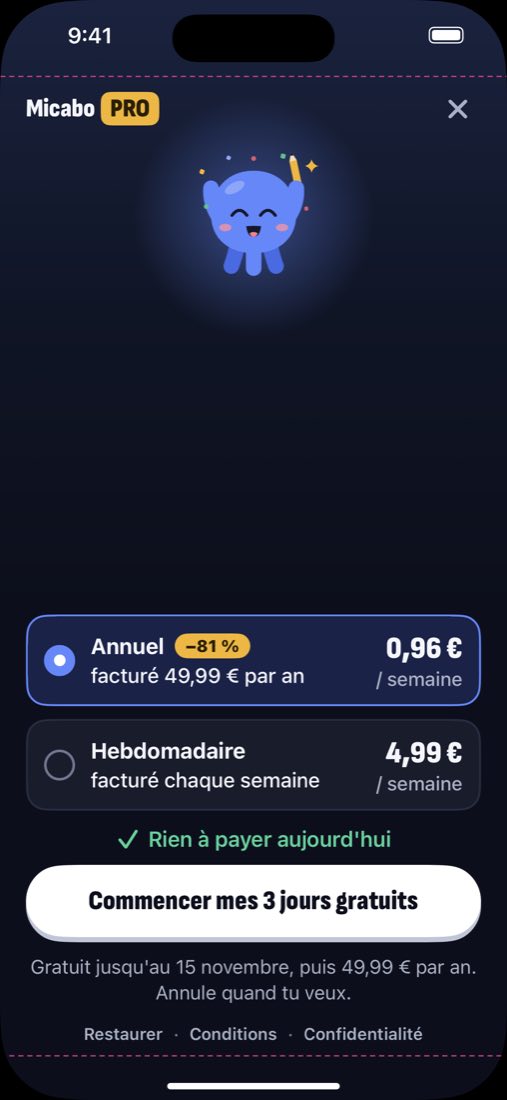 9:41
Micabo PRO
Annuel −81 % 0,96 €
facturé 49,99 € par an / semaine
Hebdomadaire 4,99 €
facturé chaque semaine / semaine
Rien à payer aujourd'hui
Commencer mes 3 jours gratuits
Gratuit jusqu'au 15 novembre, puis 49,99 € par an.
Annule quand tu veux.
Restaurer · Conditions · Confidentialité